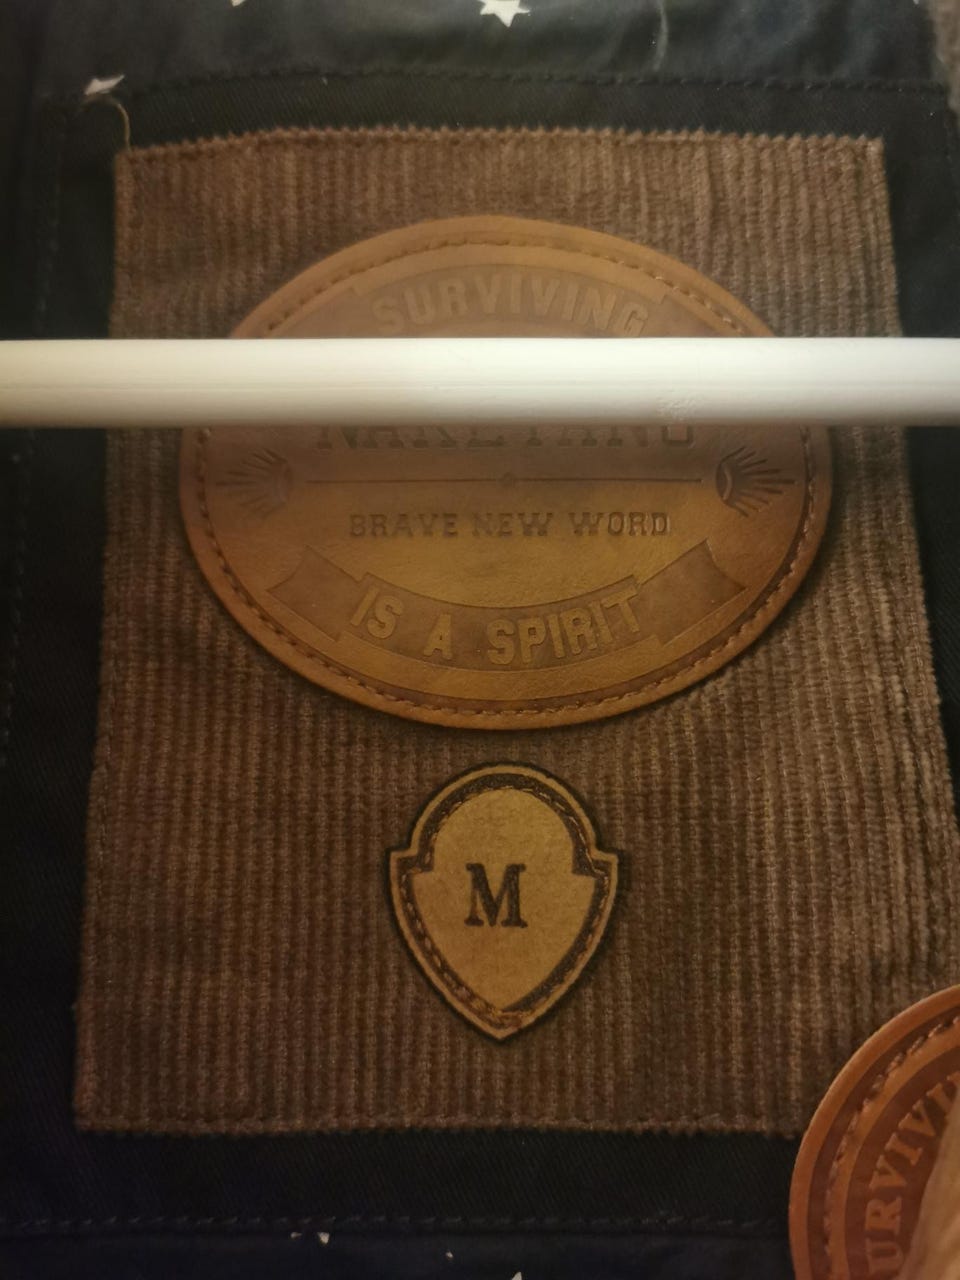 SURVIVING
BRAVE NEW WORD
IS A SPIRIT
M